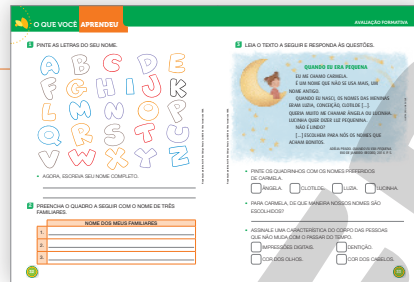 O QUE VOCÊ APRENDEU
AVALIAÇÃO FORMATIVA
1 PINTE AS LETRAS DO SEU NOME.
A B C D E
F G H I J K
L M N O P
Q R S T U
V W X Y Z
• AGORA, ESCREVA SEU NOME COMPLETO.
2 PREENCHA O QUADRO A SEGUIR COM O NOME DE TRÊS
FAMILIARES.
NOME DOS MEUS FAMILIARES
1.
2.
3.
3 LEIA O TEXTO A SEGUIR E RESPONDA ÀS QUESTÕES.
QUANDO EU ERA PEQUENA
EU ME CHAMO CARMELA.
É UM NOME QUE NÃO SE USA MAIS, UM
NOME ANTIGO.
QUANDO EU NASCI, OS NOMES DAS MENINAS
ERAM LUZIA, CONCEIÇÃO, CLOTILDE [...].
QUERIA MUITO ME CHAMAR ÂNGELA OU LUCINHA.
LUCINHA QUER DIZER LUZ PEQUENINA.
NÃO É LINDO?
[...] ESCOLHAM PARA NÓS OS NOMES QUE
ACHAM BONITOS.
• PINTE OS QUADRINHOS COM OS NOMES PREFERIDOS
DE CARMELA.
ÂNGELA. CLOTILDE. LUZIA. LUCINHA.
• PARA CARMELA, DE QUE MANEIRA NOSSOS NOMES SÃO
ESCOLHIDOS?
• ASSINALE UMA CARACTERÍSTICA DO CORPO DAS PESSOAS
QUE NÃO MUDA COM O PASSAR DO TEMPO.
IMPRESSÕES DIGITAIS. DENTIÇÃO.
COR DOS OLHOS. COR DOS CABELOS.